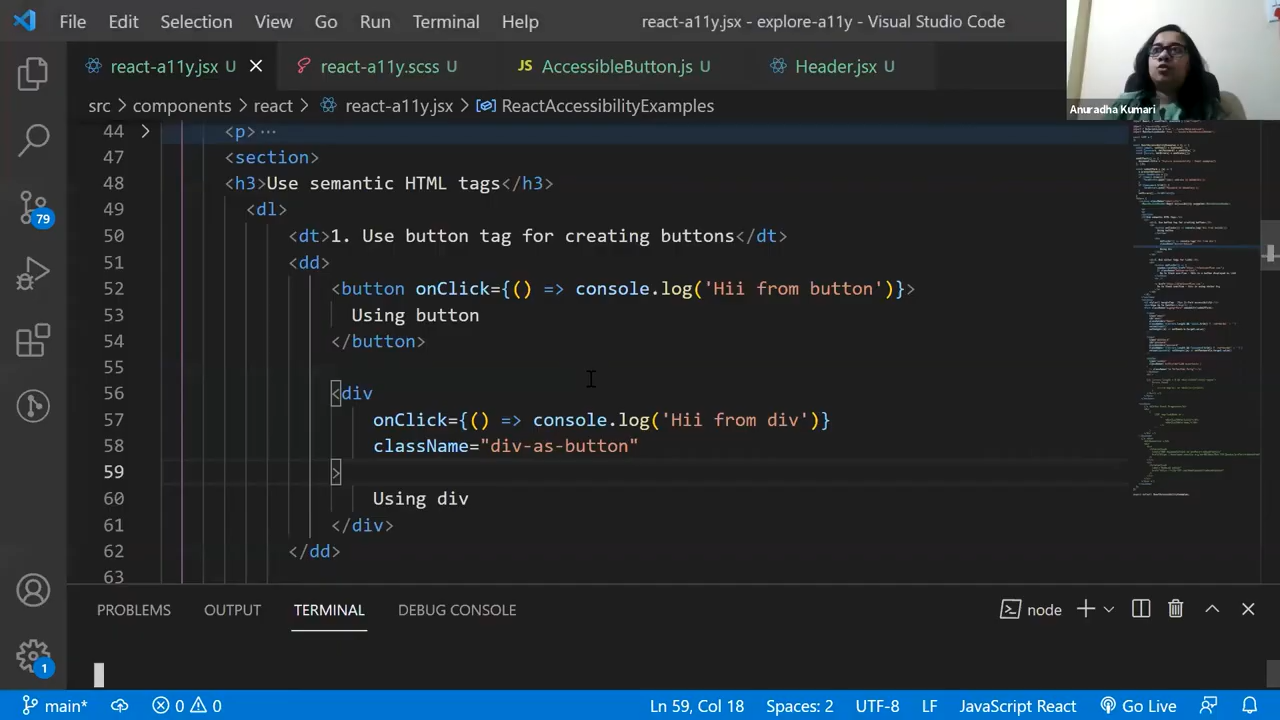 File Edit Selection View Go Run Terminal Help react-a11y.jsx - explore-a11y - Visual Studio Code
react-a11y.jsx U react-a11y.scss U JS AccessibleButton.js U Header.jsx U
Anuradha Kumari
src > components > react > react-a11y.jsx > ReactAccessibilityExamples
44 > <p>···
47 <section>
48 <h3>Use semantic HTML tags</h3>
49 <dl>
50 <dt>1. Use button tag for creating button</dt>
51 <dd>
52 <button onClick={() => console.log('Hii from button')}>
53 Using button
54 </button>
55
56 <div
57 onClick={() => console.log('Hii from div')}
58 className="div-as-button"
59 >
60 Using div
61 </div>
62 </dd>
63
79
PROBLEMS OUTPUT TERMINAL DEBUG CONSOLE node
1
main* 0 0 Ln 59, Col 18 Spaces: 2 UTF-8 LF JavaScript React Go Live